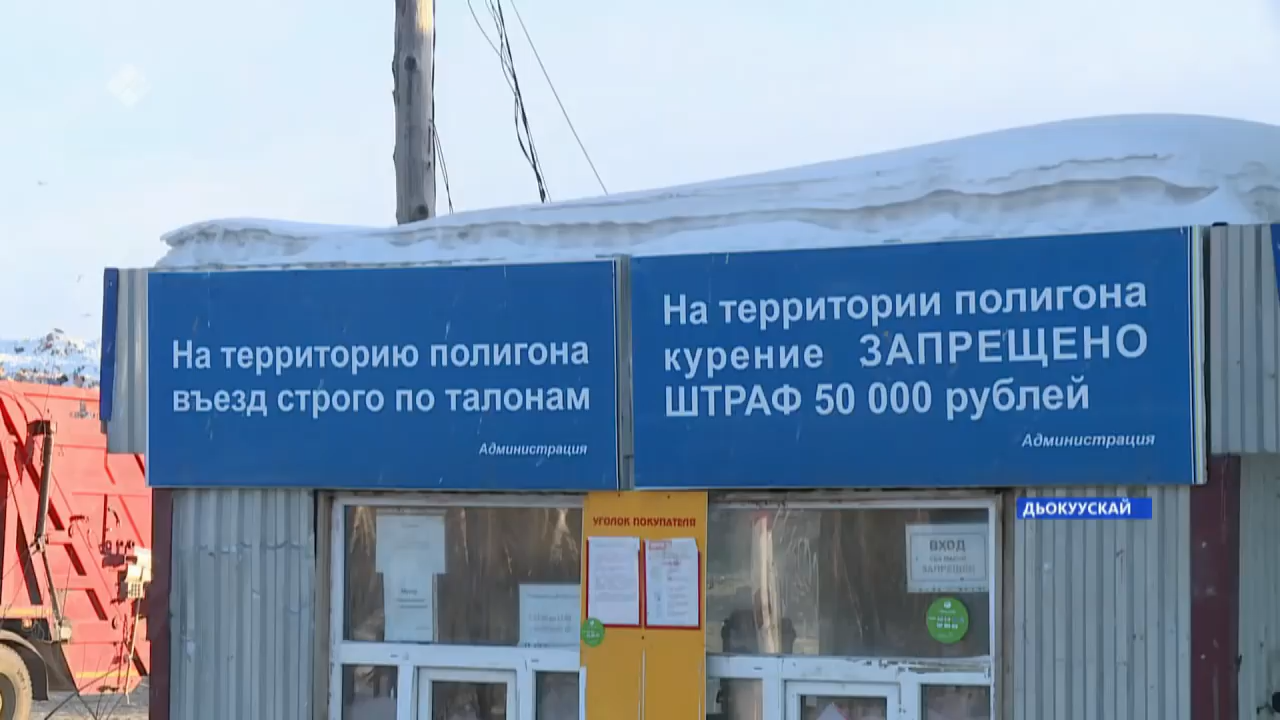 На территорию полигона
въезд строго по талонам
Администрация
На территории полигона
курение ЗАПРЕЩЕНО
ШТРАФ 50 000 рублей
Администрация
ДЬОКУУСКАЙ
УГОЛОК ПОКУПАТЕЛЯ
ВХОД
ЗАПРЕЩЕН